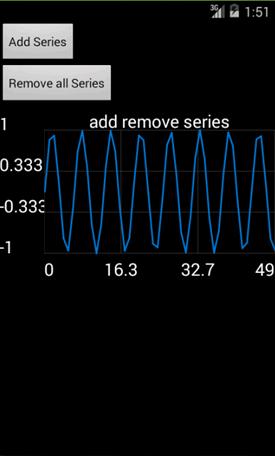 3G 1:51
Add Series
Remove all Series
add remove series
1
0.333
-0.333
-1
0 16.3 32.7 49